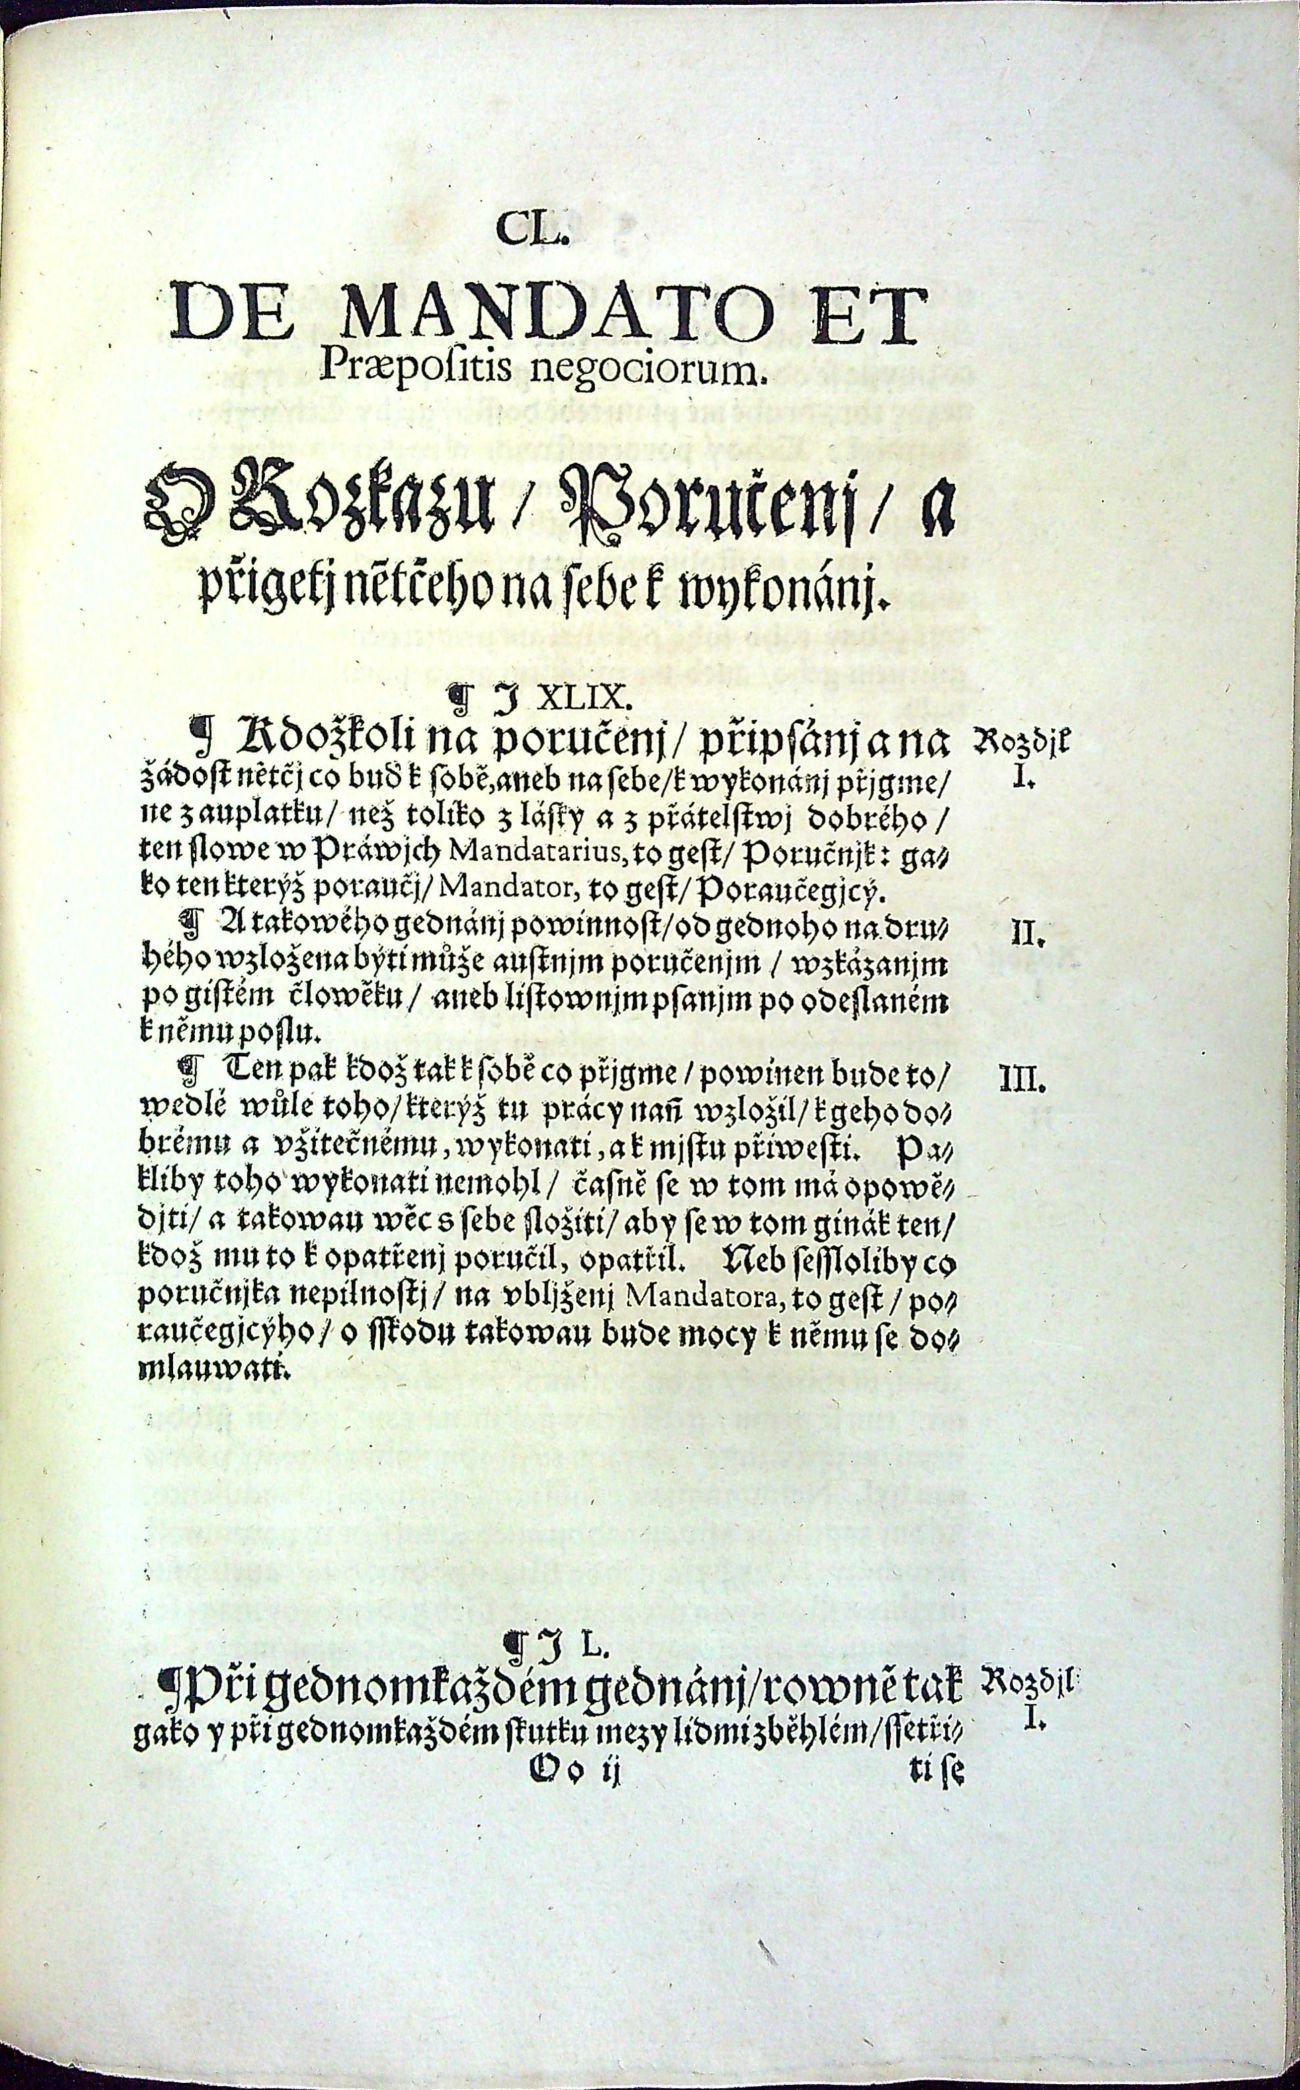 CL.
DE MANDATO ET
Præpositis negociorum.
O Rozkazu / Poručenj / a
přigetj nětčeho na sebe k wykonánj.
¶ J XLIX.
¶ Kdožkoli na poručenj / připsánj a na Rozdjl
žádost nětčj co buď k sobě, aneb na sebe / k wykonánj přigme / I.
ne z auplatku / než toliko z lásky a z přátelstwj dobrého /
ten slowe w Práwjch Mandatarius, to gest / Poručnjk: ga⸗
ko ten kterýž poraučj / Mandator, to gest / Poraučegjcý.
¶ A takowého gednánj powinnost / od gednoho na dru⸗ II.
hého wzložena býti může austnjm poručenjm / wzkázanjm
po gistém člowěku / aneb listownjm psanjm po odeslaném
k němu poslu.
¶ Ten pak kdož tak k sobě co přigme / powinen bude to / III.
wedlé wůle toho / kterýž tu prácy naň wzložil / k geho do⸗
brému a vžitečnému, wykonati, a k mjstu přiwesti. Pa⸗
kliby toho wykonati nemohl / časně se w tom má opowě⸗
djti / a takowau wěc s sebe složiti / aby se w tom ginák ten /
kdož mu to k opatřenj poručil, opatřil. Neb sessloliby co
poručnjka nepilnostj / na vbljženj Mandatora, to gest / po⸗
raučegjcýho / o sskodu takowau bude mocy k němu se do⸗
mlauwati.
¶ J L.
¶ Při gednomkaždém gednánj / rowně tak Rozdjl
gako y při gednomkaždém skutku mezy lidmi zběhlém / ssetři⸗ I.
O o ij ti se